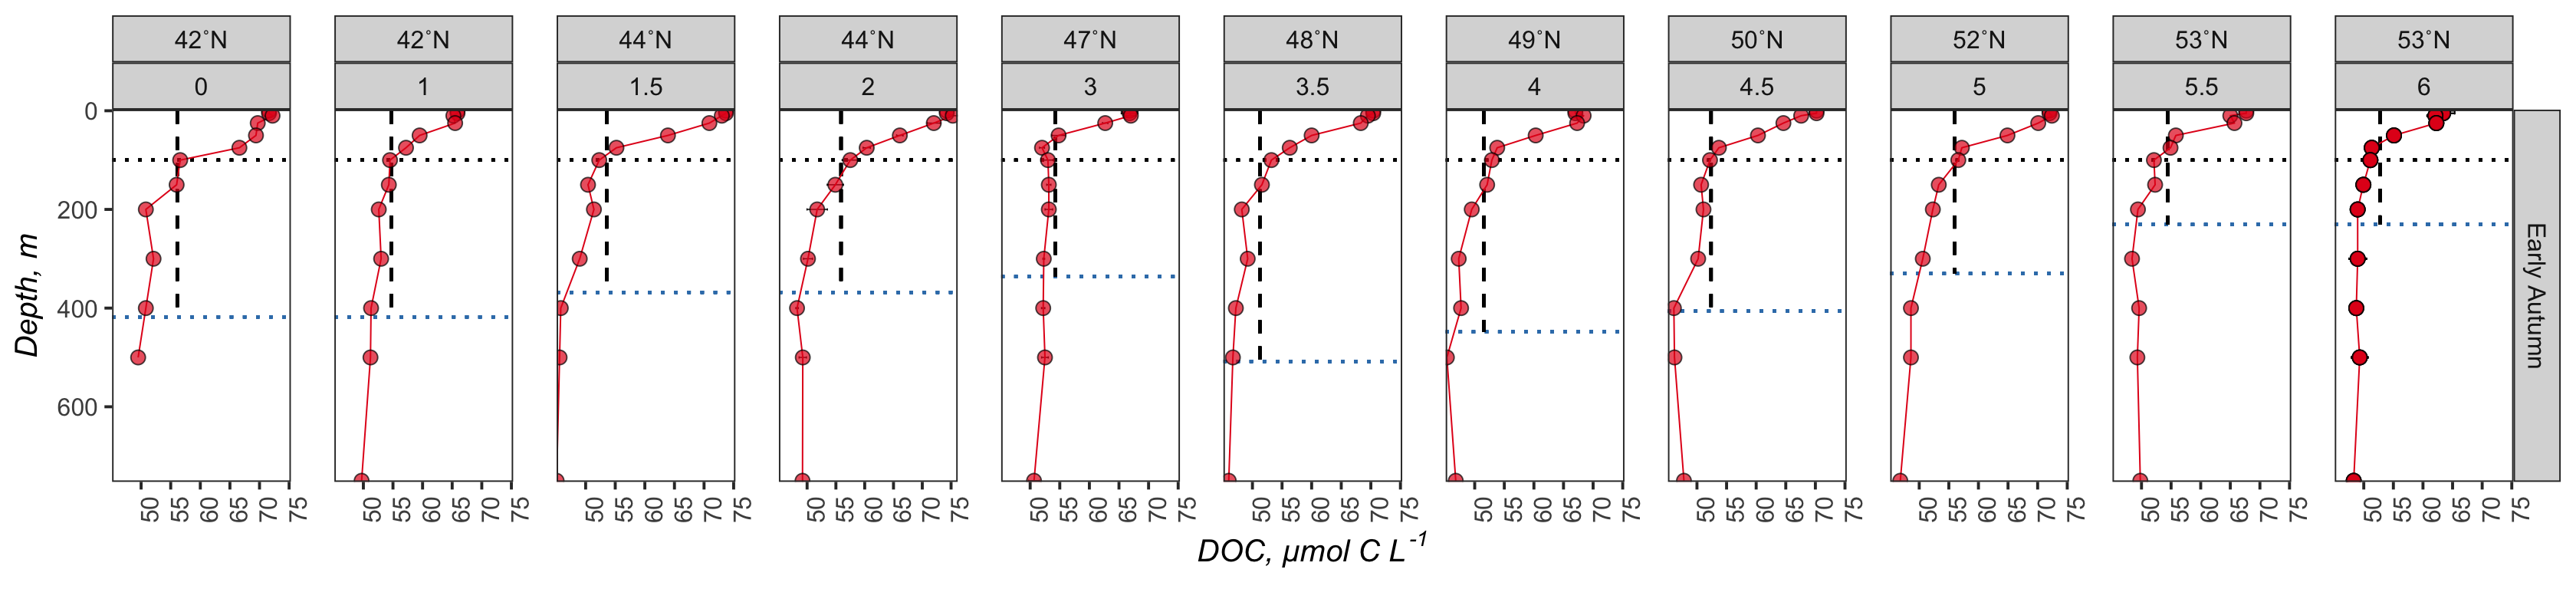 42°N 42°N 44°N 44°N 47°N 48°N 49°N 50°N 52°N 53°N 53°N
0 1 1.5 2 3 3.5 4 4.5 5 5.5 6
0
200
400
600
Depth, m
Early Autumn
50 55 60 65 70 75 50 55 60 65 70 75 50 55 60 65 70 75 50 55 60 65 70 75 50 55 60 65 70 75 50 55 60 65 70 75 50 55 60 65 70 75 50 55 60 65 70 75 50 55 60 65 70 75 50 55 60 65 70 75 50 55 60 65 70 75
DOC, μmol C L⁻¹